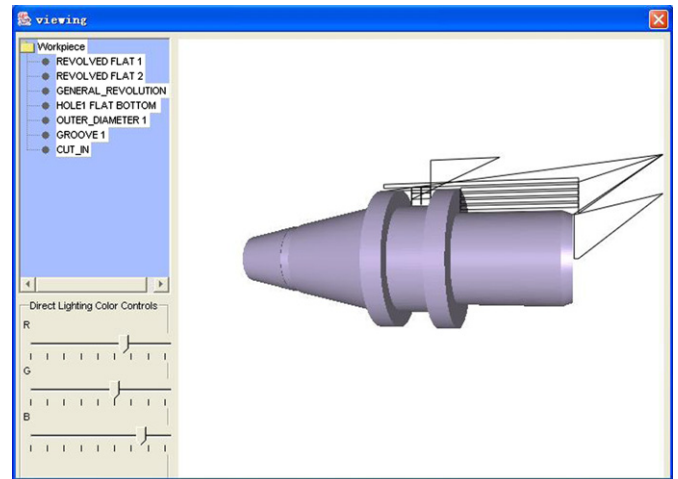 viewing
Workpiece
REVOLVED FLAT 1
REVOLVED FLAT 2
GENERAL_REVOLUTION
HOLE1 FLAT BOTTOM
OUTER_DIAMETER 1
GROOVE 1
CUT_IN
Direct Lighting Color Controls
R
G
B